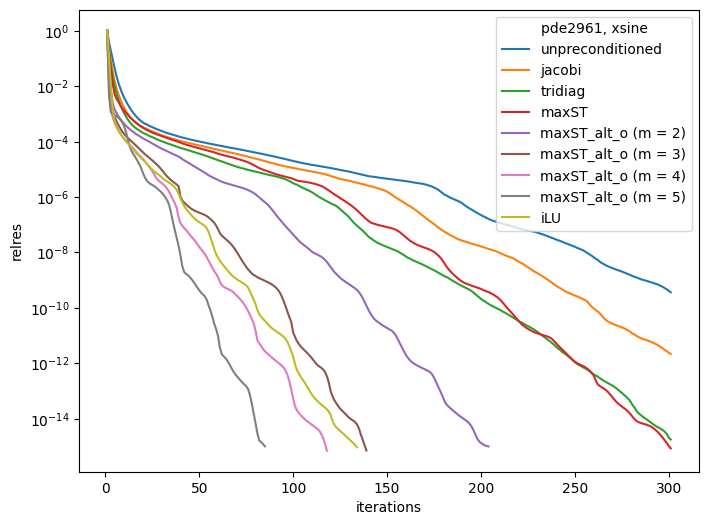 pde2961, xsine
unpreconditioned
jacobi
tridiag
maxST
maxST_alt_o (m = 2)
maxST_alt_o (m = 3)
maxST_alt_o (m = 4)
maxST_alt_o (m = 5)
iLU
relres
10⁰
10⁻²
10⁻⁴
10⁻⁶
10⁻⁸
10⁻¹⁰
10⁻¹²
10⁻¹⁴
0 50 100 150 200 250 300
iterations